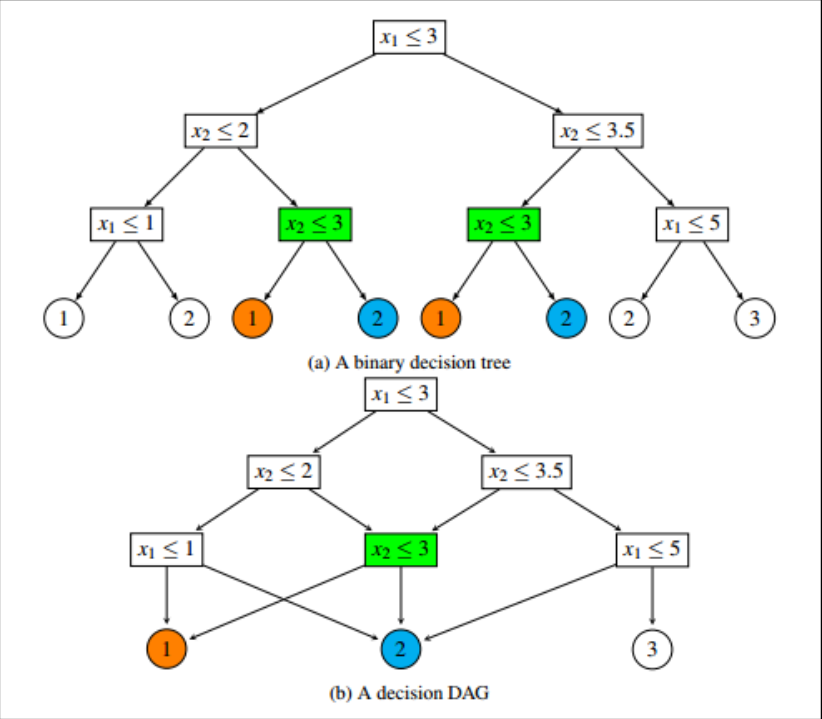 x₁ ≤ 3
x₂ ≤ 2 x₂ ≤ 3.5
x₁ ≤ 1 x₂ ≤ 3 x₂ ≤ 3 x₁ ≤ 5
1 2 1 2 1 2 2 3
(a) A binary decision tree
x₁ ≤ 3
x₂ ≤ 2 x₂ ≤ 3.5
x₁ ≤ 1 x₂ ≤ 3 x₁ ≤ 5
1 2 3
(b) A decision DAG